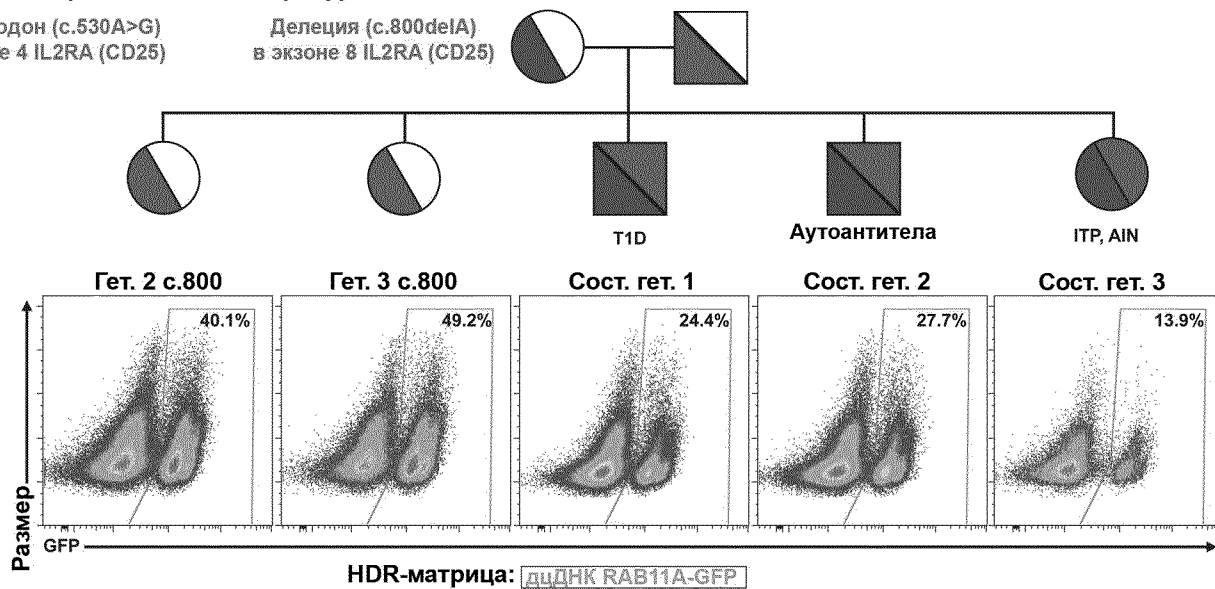 (c.530A>G)
Делеция (c.800delA)
4 IL2RA (CD25)
в экзоне 8 IL2RA (CD25)
T1D
Аутоантитела
ITP, AIN
Гет. 2 c.800
Гет. 3 c.800
Сост. гет. 1
Сост. гет. 2
Сост. гет. 3
40.1%
49.2%
24.4%
27.7%
13.9%
Размер
GFP
HDR-матрица: дцДНК RAB11A-GFP